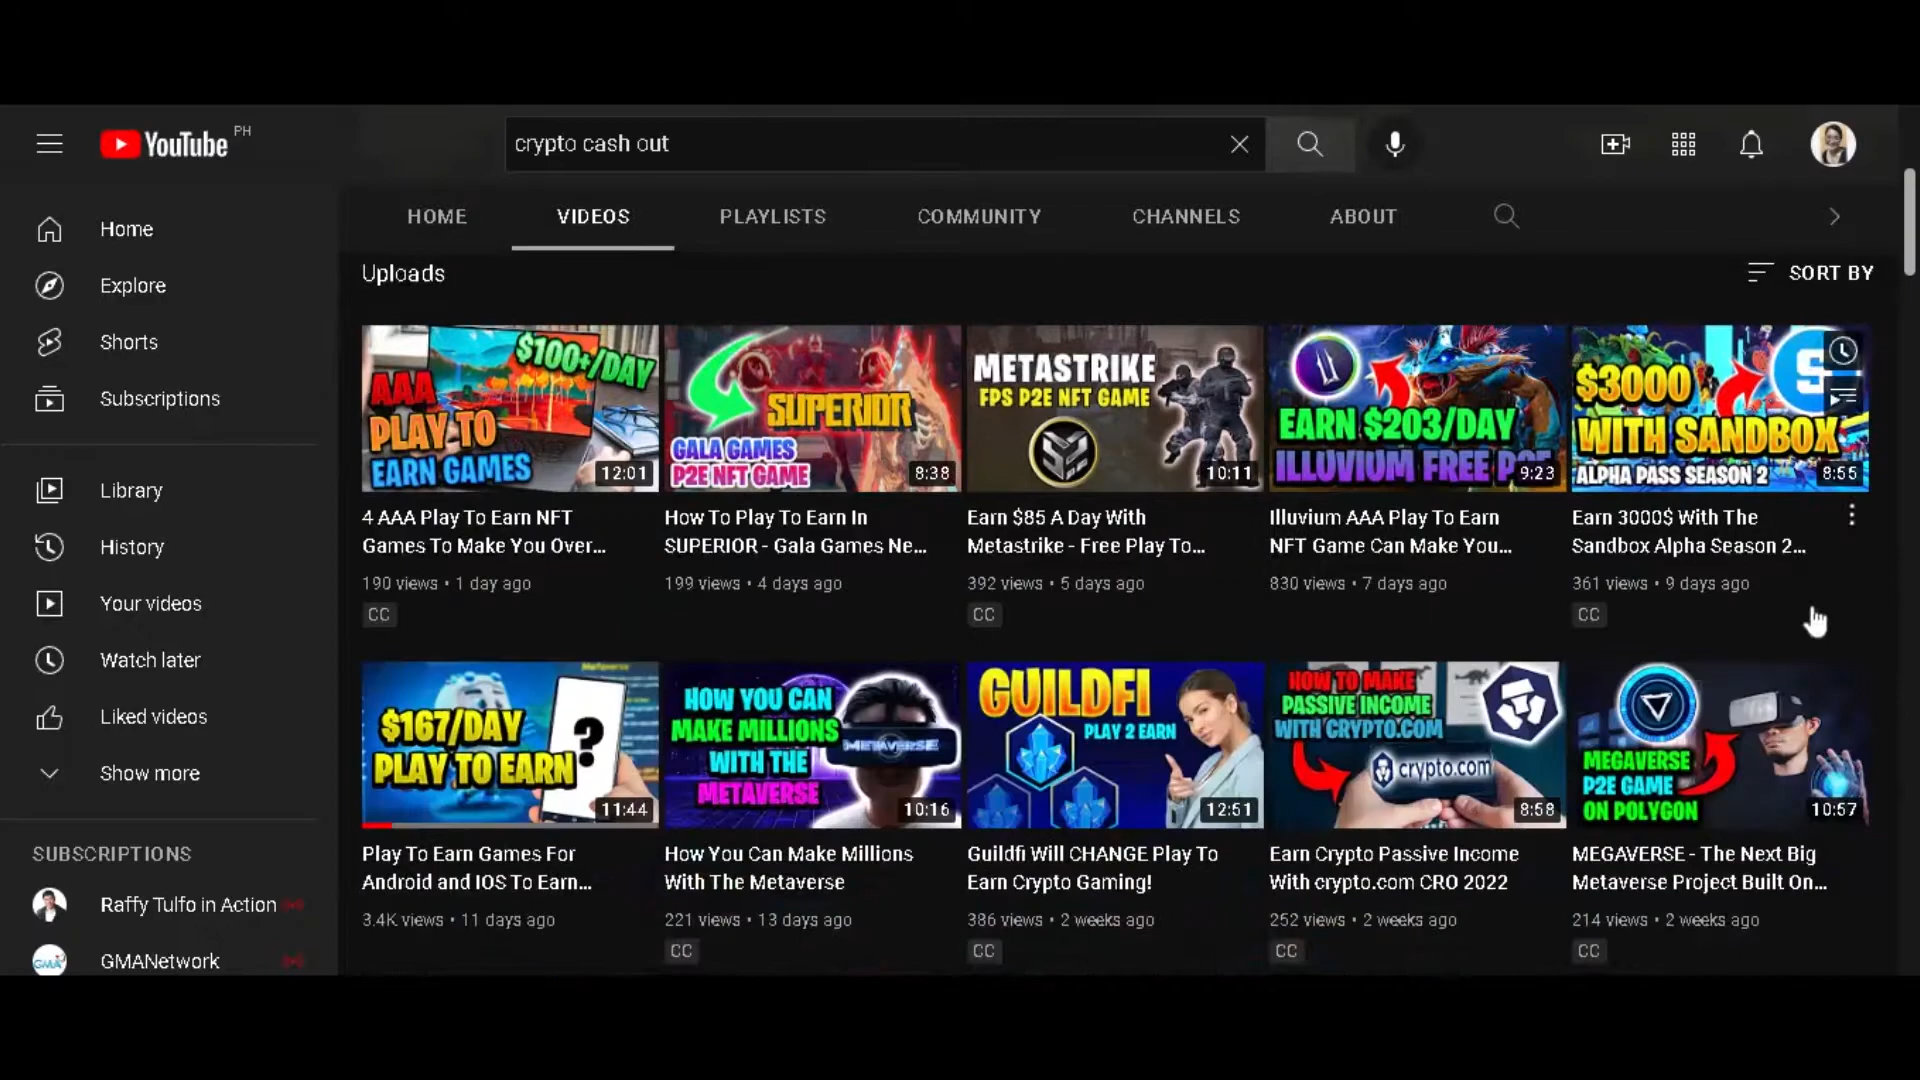 YouTube PH
crypto cash out
HOME VIDEOS PLAYLISTS COMMUNITY CHANNELS ABOUT
Uploads
SORT BY
Home
Explore
Shorts
Subscriptions
Library
History
Your videos
Watch later
Liked videos
Show more
SUBSCRIPTIONS
Raffy Tulfo in Action
GMANetwork
$100+/DAY
AAA
PLAY TO
EARN GAMES
12:01
4 AAA Play To Earn NFT
Games To Make You Over...
190 views • 1 day ago
CC
SUPERIOR
GALA GAMES
P2E NFT GAME
8:38
How To Play To Earn In
SUPERIOR - Gala Games Ne...
199 views • 4 days ago
METASTRIKE
FPS P2E NFT GAME
10:11
Earn $85 A Day With
Metastrike - Free Play To...
392 views • 5 days ago
CC
EARN $203/DAY
ILLUVIUM FREE
9:23
Illuvium AAA Play To Earn
NFT Game Can Make You...
830 views • 7 days ago
$3000
WITH SANDBOX
ALPHA PASS SEASON 2
8:55
Earn 3000$ With The
Sandbox Alpha Season 2...
361 views • 9 days ago
CC
$167/DAY
PLAY TO EARN
?
11:44
Play To Earn Games For
Android and IOS To Earn...
3.4K views • 11 days ago
HOW YOU CAN
MAKE MILLIONS
WITH THE
METAVERSE
METAVERSE
10:16
How You Can Make Millions
With The Metaverse
221 views • 13 days ago
CC
GUILDFI
PLAY 2 EARN
12:51
Guildfi Will CHANGE Play To
Earn Crypto Gaming!
386 views • 2 weeks ago
CC
HOW TO MAKE
PASSIVE INCOME
WITH CRYPTO.COM
crypto.com
8:58
Earn Crypto Passive Income
With crypto.com CRO 2022
252 views • 2 weeks ago
CC
MEGAVERSE
P2E GAME
ON POLYGON
10:57
MEGAVERSE - The Next Big
Metaverse Project Built On...
214 views • 2 weeks ago
CC